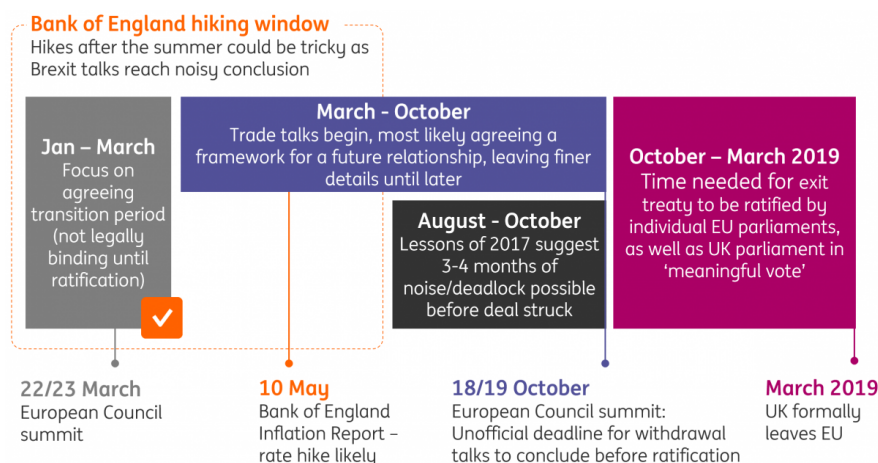 Bank of England hiking window
Hikes after the summer could be tricky as
Brexit talks reach noisy conclusion
Jan – March
Focus on
agreeing
transition period
(not legally
binding until
ratification)
March - October
Trade talks begin, most likely agreeing a
framework for a future relationship, leaving finer
details until later
August - October
Lessons of 2017 suggest
3-4 months of
noise/deadlock possible
before deal struck
October – March 2019
Time needed for exit
treaty to be ratified by
individual EU parliaments,
as well as UK parliament in
‘meaningful vote’
22/23 March
European Council
summit
10 May
Bank of England
Inflation Report –
rate hike likely
18/19 October
European Council summit:
Unofficial deadline for withdrawal
talks to conclude before ratification
March 2019
UK formally
leaves EU